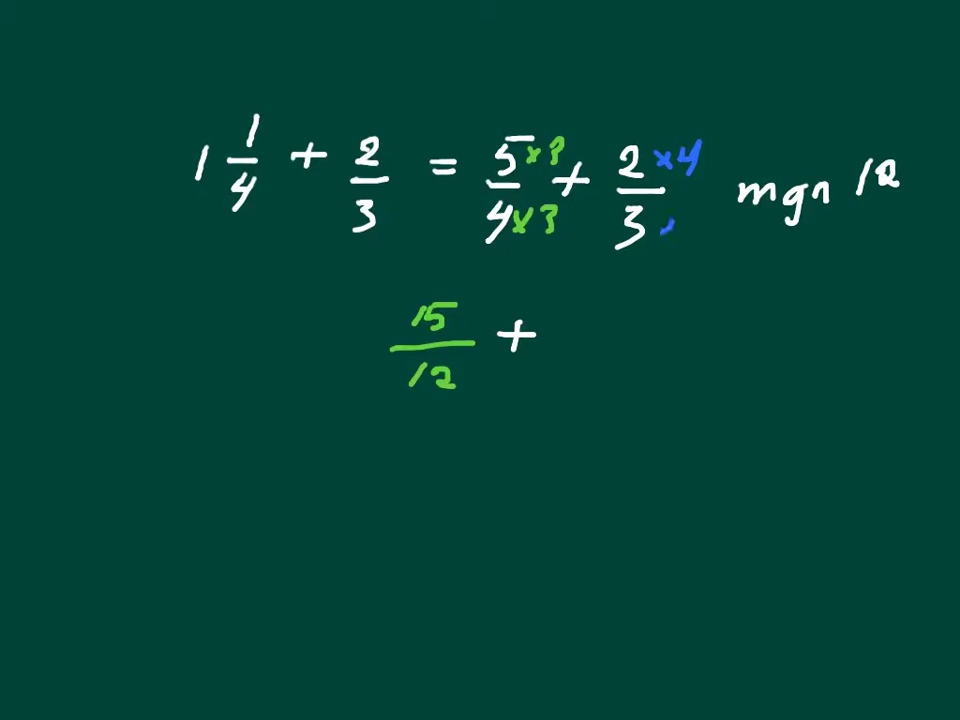 1 1/4 + 2/3 = 5×3/4×3 + 2×4/3 mgn 12
15/12 +